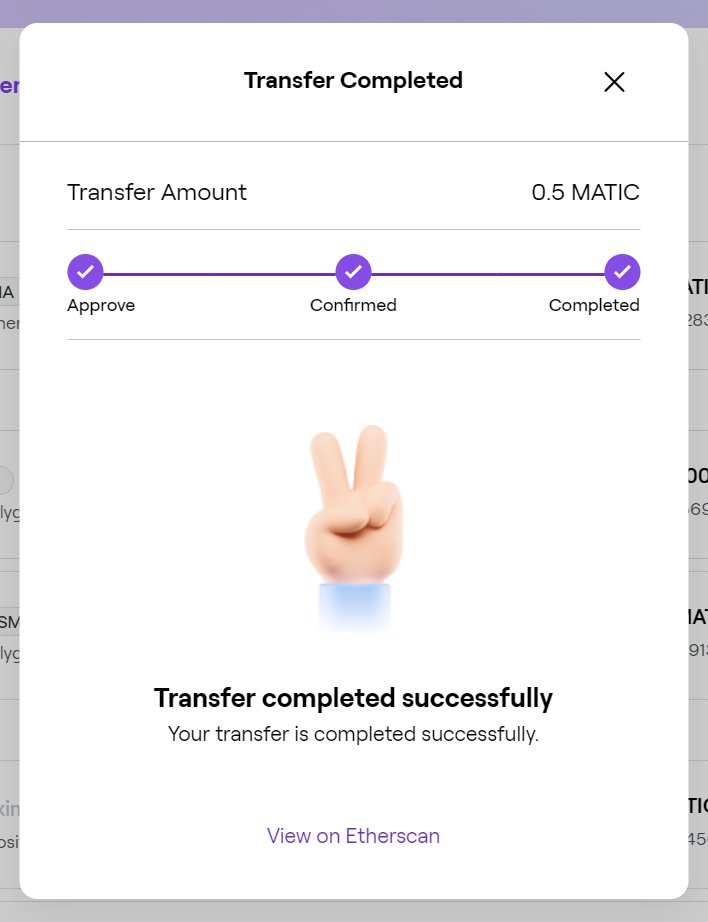 Transfer Completed
Transfer Amount 0.5 MATIC
Approve Confirmed Completed
Transfer completed successfully
Your transfer is completed successfully.
View on Etherscan